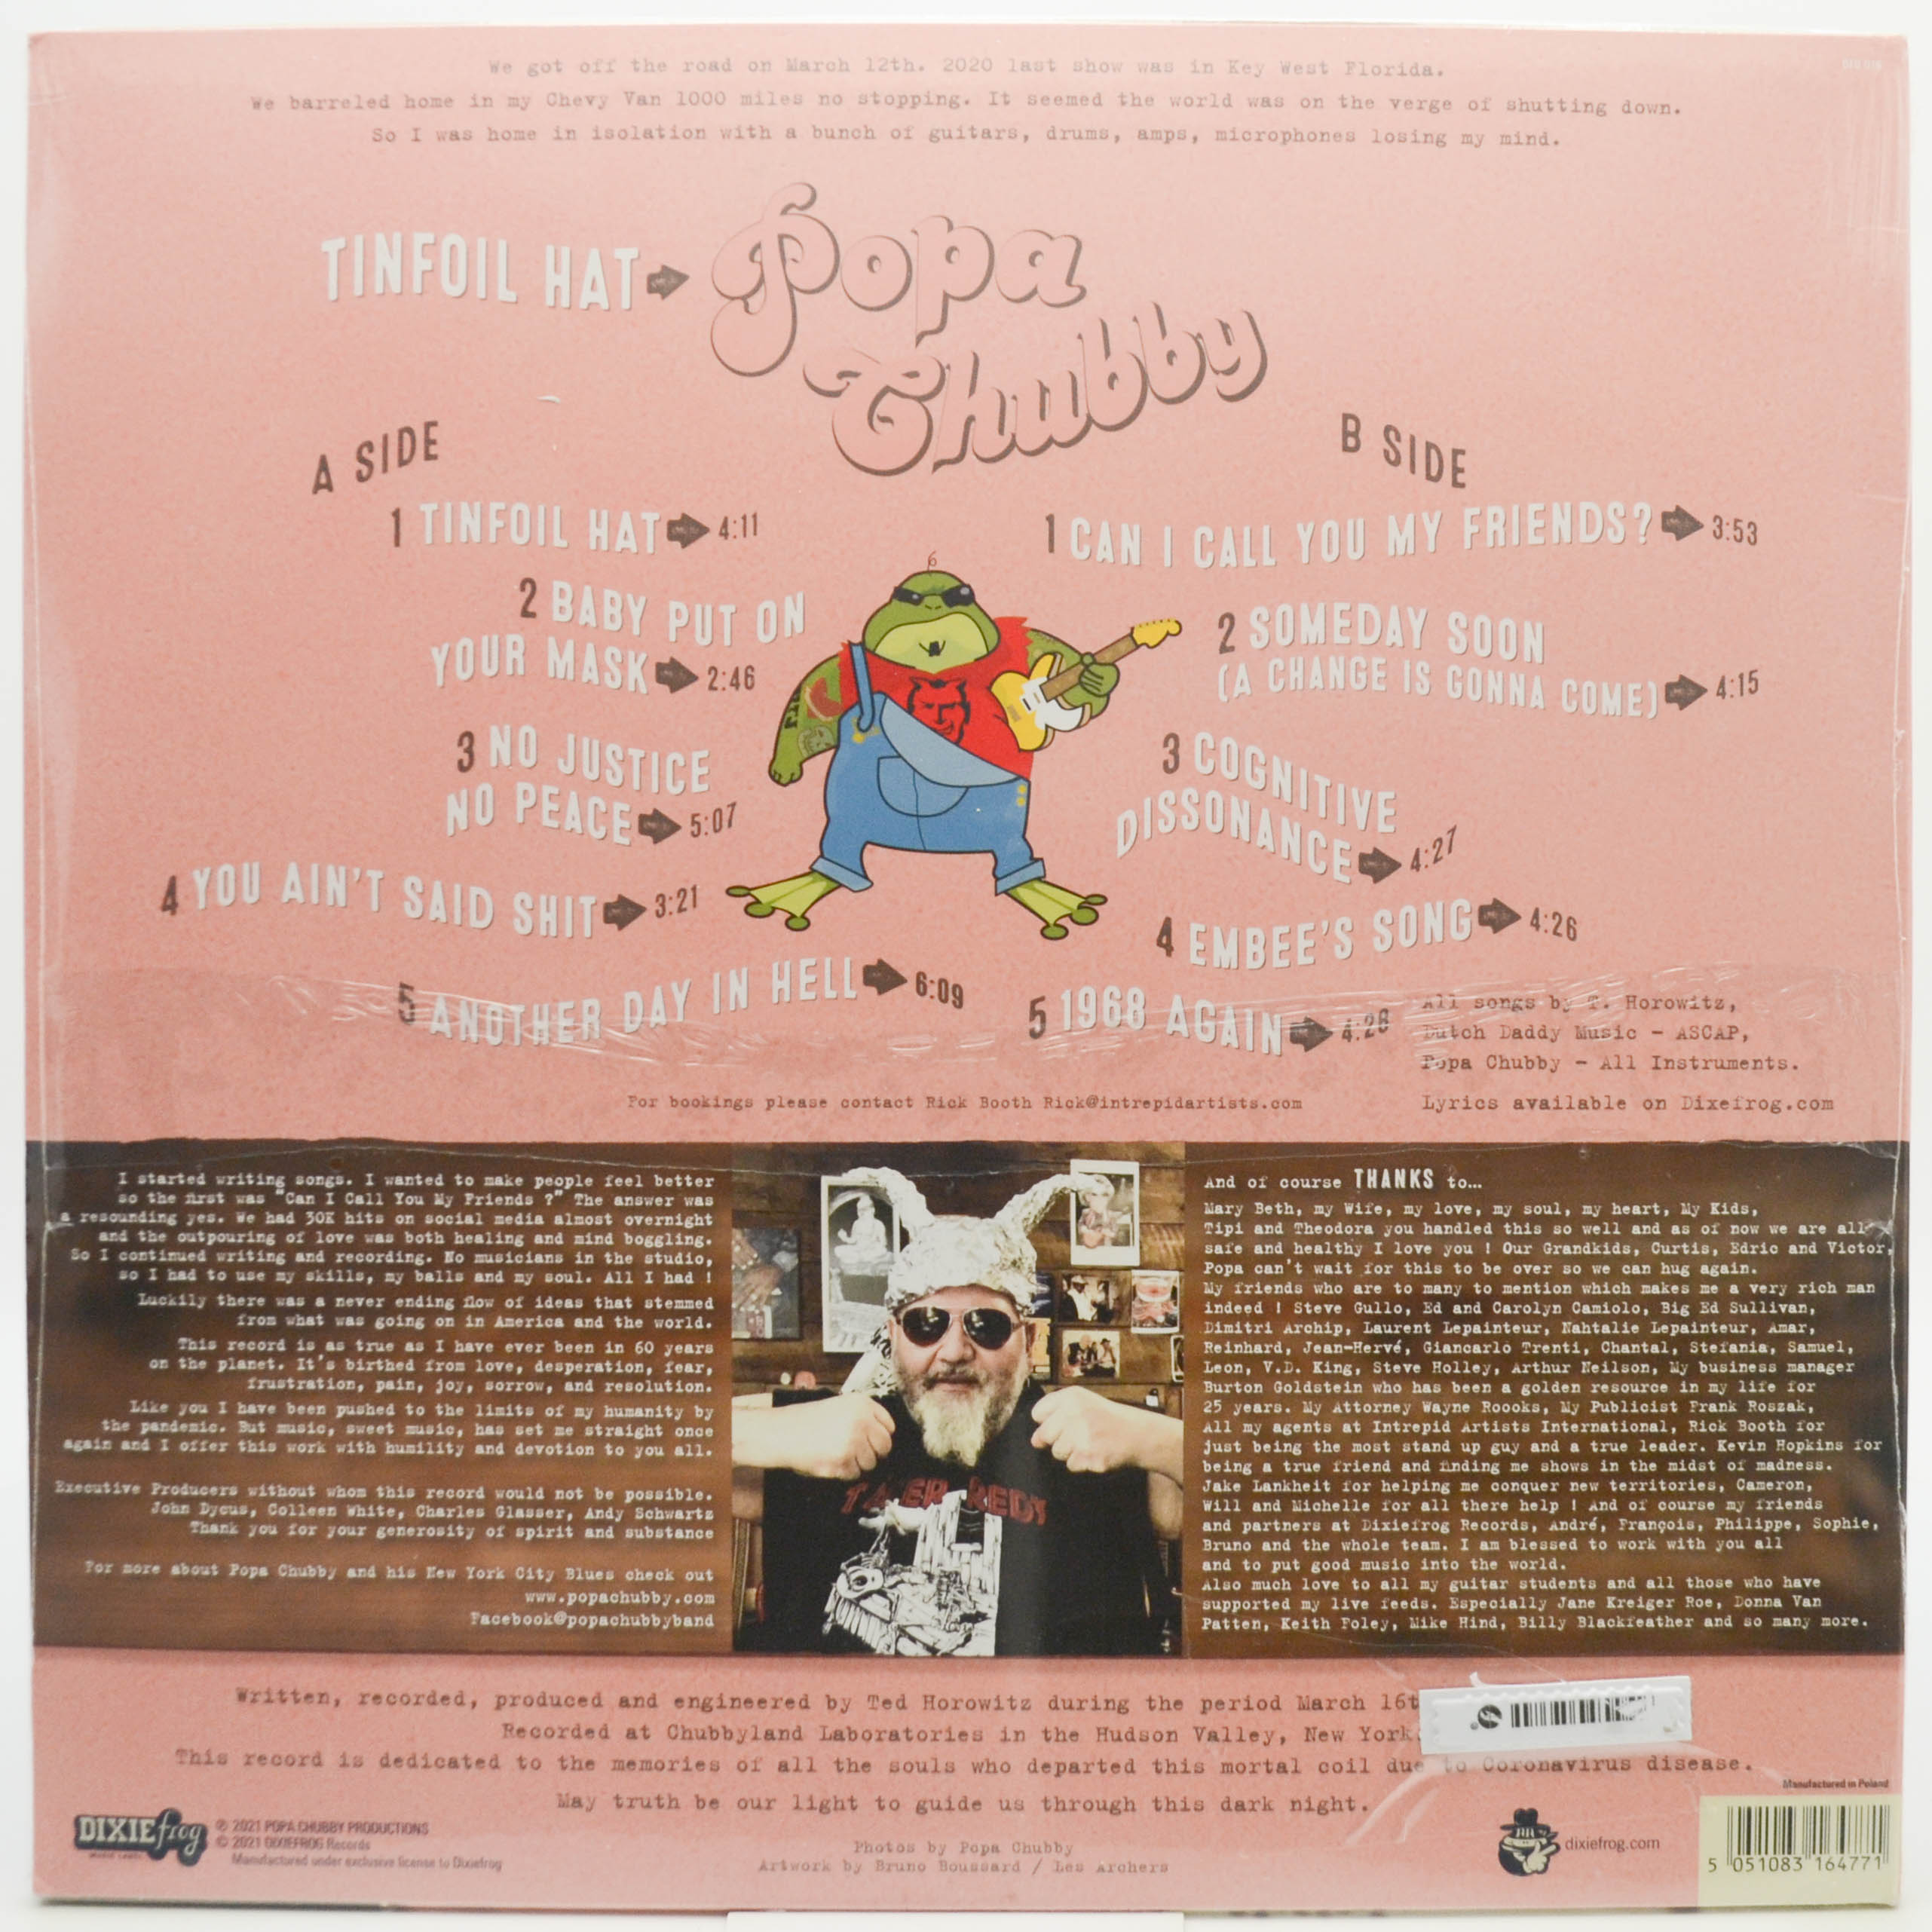 We got off the road on March 12th. 2020 last show was in Key West Florida.
We barreled home in my Chevy Van 1000 miles no stopping. It seemed the world was on the verge of shutting down.
So I was home in isolation with a bunch of guitars, drums, amps, microphones losing my mind.
TINFOIL HAT
Popa
Chubby
A SIDE
1 TINFOIL HAT 4:11
2 BABY PUT ON
YOUR MASK 2:46
3 NO JUSTICE
NO PEACE 5:07
4 YOU AIN'T SAID SHIT 3:21
5 ANOTHER DAY IN HELL 6:09
B SIDE
1 CAN I CALL YOU MY FRIENDS? 3:53
2 SOMEDAY SOON
(A CHANGE IS GONNA COME) 4:15
3 COGNITIVE
DISSONANCE 4:27
4 EMBEE'S SONG 4:26
5 1968 AGAIN 4:28
All songs by T. Horowitz,
Dutch Daddy Music - ASCAP,
Popa Chubby - All Instruments.
For bookings please contact Rick Booth Rick@intrepidartists.com
Lyrics available on Dixefrog.com
I started writing songs. I wanted to make people feel better
so the first was "Can I Call You My Friends ?" The answer was
a resounding yes. We had 30K hits on social media almost overnight
and the outpouring of love was both healing and mind boggling.
So I continued writing and recording. No musicians in the studio,
so I had to use my skills, my balls and my soul. All I had !
Luckily there was a never ending flow of ideas that stemmed
from what was going on in America and the world.
This record is as true as I have ever been in 60 years
on the planet. It's birthed from love, desperation, fear,
frustration, pain, joy, sorrow, and resolution.
Like you I have been pushed to the limits of my humanity by
the pandemic. But music, sweet music, has set me straight once
again and I offer this work with humility and devotion to you all.
Executive Producers without whom this record would not be possible.
John Dycus, Colleen White, Charles Glasser, Andy Schwartz
Thank you for your generosity of spirit and substance
For more about Popa Chubby and his New York City Blues check out
www.popachubby.com
Facebook@popachubbyband
And of course THANKS to...
Mary Beth, my Wife, my love, my soul, my heart, My Kids,
Tipi and Theodora you handled this so well and as of now we are all
safe and healthy I love you ! Our Grandkids, Curtis, Edric and Victor,
Popa can't wait for this to be over so we can hug again.
My friends who are to many to mention which makes me a very rich man
indeed ! Steve Gullo, Ed and Carolyn Camiolo, Big Ed Sullivan,
Dimitri Archip, Laurent Lepainteur, Nahtalie Lepainteur, Amar,
Reinhard, Jean-Hervé, Giancarlo Trenti, Chantal, Stefania, Samuel,
Leon, V.D. King, Steve Holley, Arthur Neilson, My business manager
Burton Goldstein who has been a golden resource in my life for
25 years. My Attorney Wayne Roooks, My Publicist Frank Roszak,
All my agents at Intrepid Artists International, Rick Booth for
just being the most stand up guy and a true leader. Kevin Hopkins for
being a true friend and finding me shows in the midst of madness.
Jake Lankheit for helping me conquer new territories, Cameron,
Will and Michelle for all there help ! And of course my friends
and partners at Dixiefrog Records, André, François, Philippe, Sophie,
Bruno and the whole team. I am blessed to work with you all
and to put good music into the world.
Also much love to all my guitar students and all those who have
supported my live feeds. Especially Jane Kreiger Roe, Donna Van
Patten, Keith Foley, Mike Hind, Billy Blackfeather and so many more.
Written, recorded, produced and engineered by Ted Horowitz during the period March 16t
Recorded at Chubbyland Laboratories in the Hudson Valley, New York
This record is dedicated to the memories of all the souls who departed this mortal coil due to Coronavirus disease.
May truth be our light to guide us through this dark night.
Manufactured in Poland
DIXIEfrog
℗ 2021 POPA CHUBBY PRODUCTIONS
© 2021 DIXIEFROG Records
Manufactured under exclusive license to Dixiefrog
Photos by Popa Chubby
Artwork by Bruno Boussard / Les Archers
dixiefrog.com
5 051083 164771